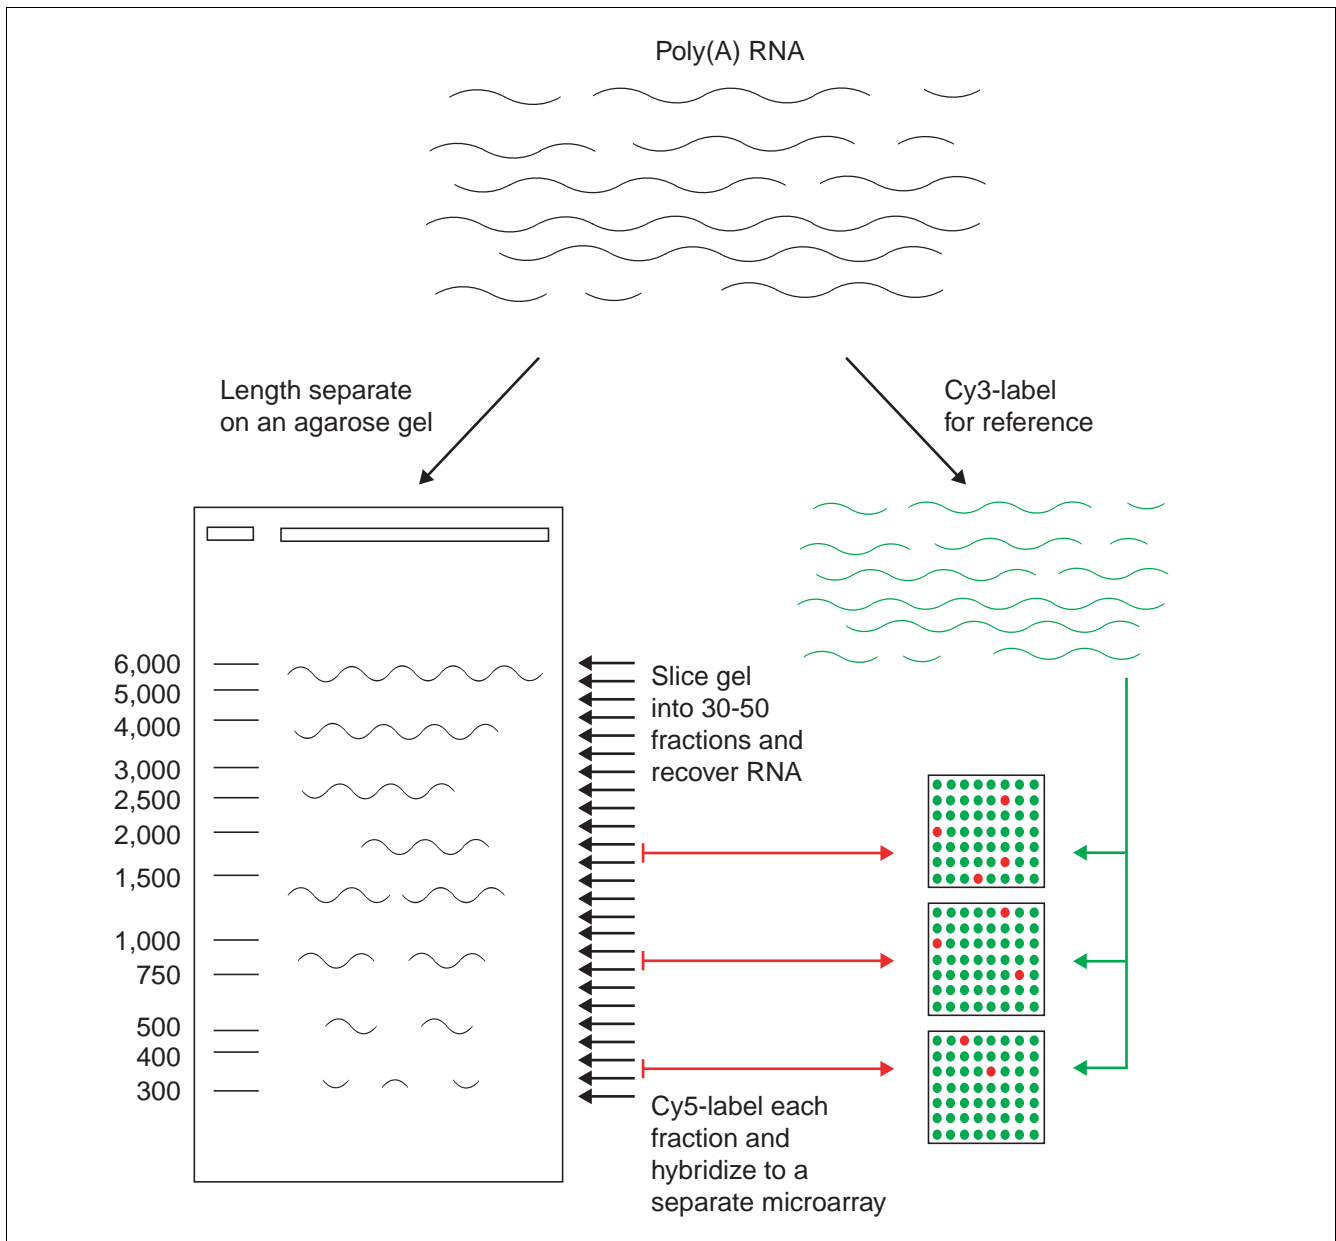 Poly(A) RNA
Length separate
on an agarose gel
Cy3-label
for reference
6,000
5,000
4,000
3,000
2,500
2,000
1,500
1,000
750
500
400
300
Slice gel
into 30-50
fractions and
recover RNA
Cy5-label each
fraction and
hybridize to a
separate microarray